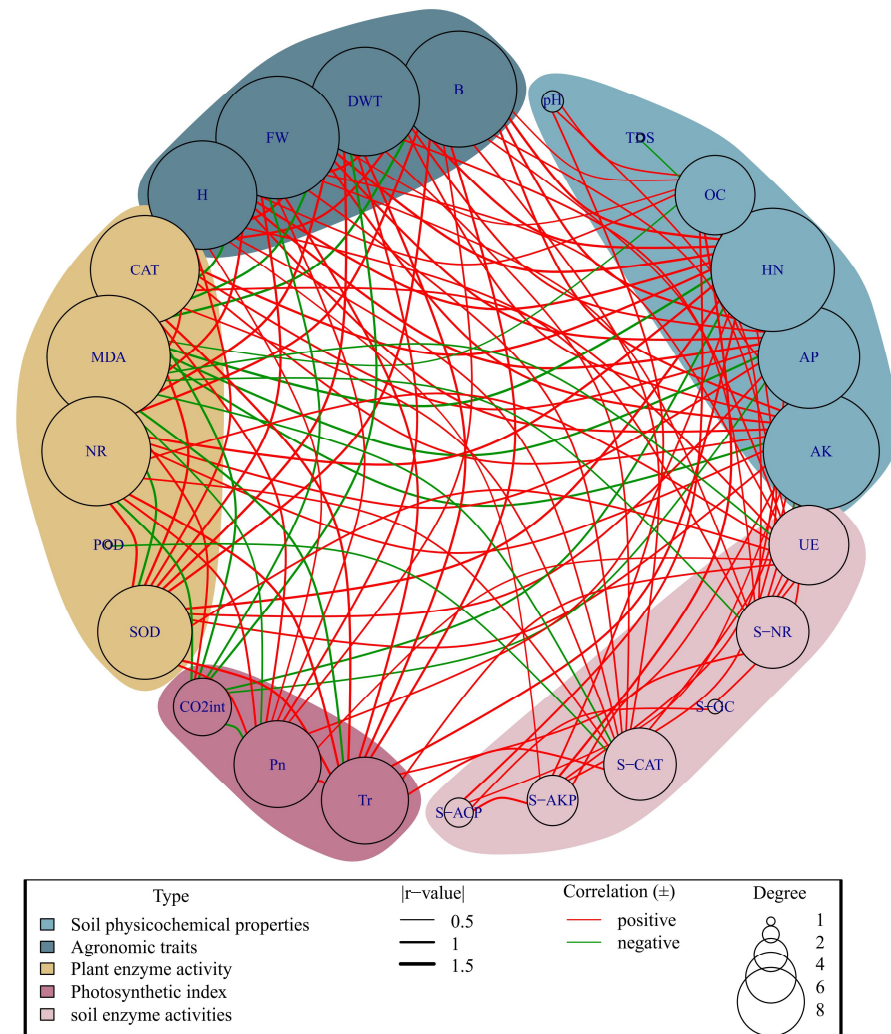 B
DWT
pH
FW
TDS
H
OC
CAT
HN
MDA
AP
NR
AK
POD
UE
SOD
S−NR
CO2int
S−GC
Pn
S−CAT
Tr
S−AKP
S−ACP
Type
Soil physicochemical properties
Agronomic traits
Plant enzyme activity
Photosynthetic index
soil enzyme activities
|r−value|
0.5
1
1.5
Correlation (±)
positive
negative
Degree
1
2
4
6
8